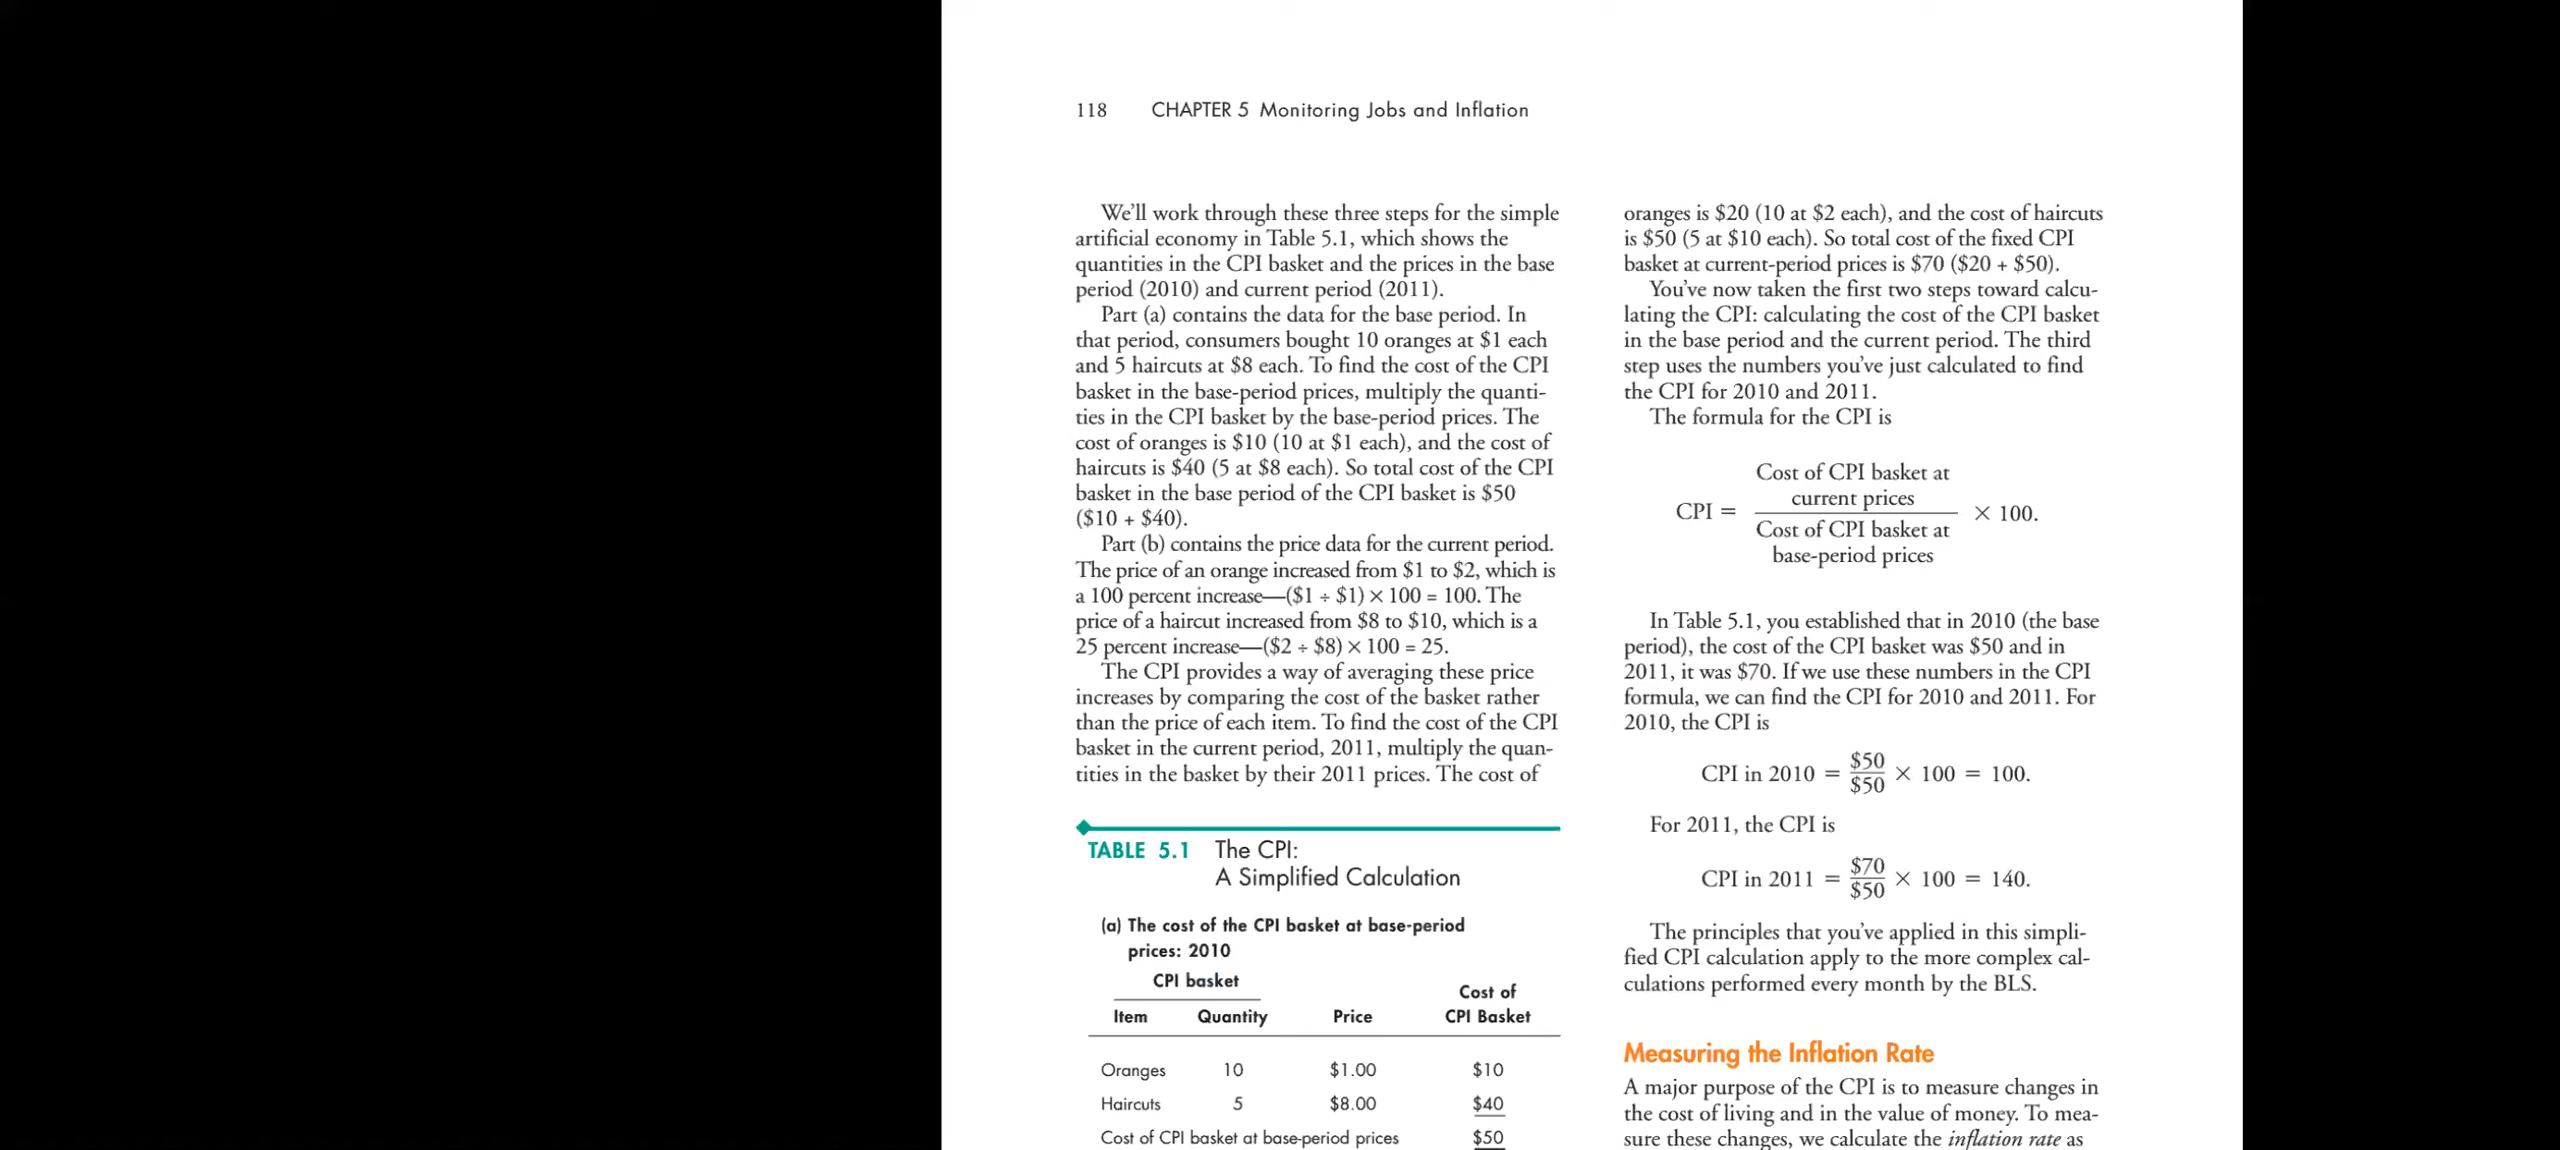 118 CHAPTER 5 Monitoring Jobs and Inflation
We'll work through these three steps for the simple
artificial economy in Table 5.1, which shows the
quantities in the CPI basket and the prices in the base
period (2010) and current period (2011).
Part (a) contains the data for the base period. In
that period, consumers bought 10 oranges at $1 each
and 5 haircuts at $8 each. To find the cost of the CPI
basket in the base-period prices, multiply the quanti-
ties in the CPI basket by the base-period prices. The
cost of oranges is $10 (10 at $1 each), and the cost of
haircuts is $40 (5 at $8 each). So total cost of the CPI
basket in the base period of the CPI basket is $50
($10 + $40).
Part (b) contains the price data for the current period.
The price of an orange increased from $1 to $2, which is
a 100 percent increase—($1 ÷ $1) × 100 = 100. The
price of a haircut increased from $8 to $10, which is a
25 percent increase—($2 ÷ $8) × 100 = 25.
The CPI provides a way of averaging these price
increases by comparing the cost of the basket rather
than the price of each item. To find the cost of the CPI
basket in the current period, 2011, multiply the quan-
tities in the basket by their 2011 prices. The cost of
TABLE 5.1 The CPI:
A Simplified Calculation
(a) The cost of the CPI basket at base-period
prices: 2010
CPI basket
Cost of
Item Quantity Price CPI Basket
Oranges 10 $1.00 $10
Haircuts 5 $8.00 $40
Cost of CPI basket at base-period prices $50
oranges is $20 (10 at $2 each), and the cost of haircuts
is $50 (5 at $10 each). So total cost of the fixed CPI
basket at current-period prices is $70 ($20 + $50).
You've now taken the first two steps toward calcu-
lating the CPI: calculating the cost of the CPI basket
in the base period and the current period. The third
step uses the numbers you've just calculated to find
the CPI for 2010 and 2011.
The formula for the CPI is
Cost of CPI basket at
current prices
CPI = × 100.
Cost of CPI basket at
base-period prices
In Table 5.1, you established that in 2010 (the base
period), the cost of the CPI basket was $50 and in
2011, it was $70. If we use these numbers in the CPI
formula, we can find the CPI for 2010 and 2011. For
2010, the CPI is
CPI in 2010 = $50/$50 × 100 = 100.
For 2011, the CPI is
CPI in 2011 = $70/$50 × 100 = 140.
The principles that you've applied in this simpli-
fied CPI calculation apply to the more complex cal-
culations performed every month by the BLS.
Measuring the Inflation Rate
A major purpose of the CPI is to measure changes in
the cost of living and in the value of money. To mea-
sure these changes, we calculate the inflation rate as